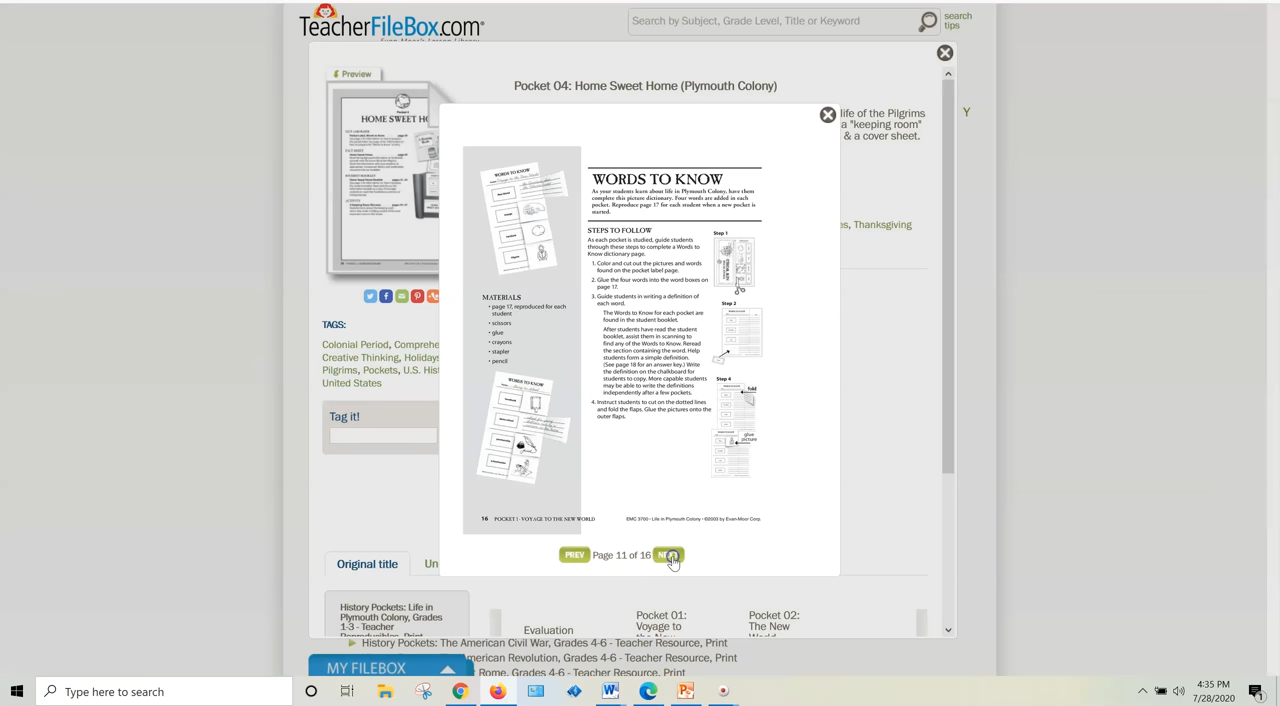 TeacherFileBox.com
Search by Subject, Grade Level, Title or Keyword
search
tips
Preview
Pocket 04: Home Sweet Home (Plymouth Colony)
life of the Pilgrims
a "keeping room"
& a cover sheet.
Y
HOME SWEET H
es, Thanksgiving
TAGS:
Colonial Period, Comprehe
Creative Thinking, Holidays
Pilgrims, Pockets, U.S. Hist
United States
Tag it!
WORDS TO KNOW
MATERIALS
• page 17, reproduced for each
student
• scissors
• glue
• crayons
• stapler
• pencil
WORDS TO KNOW
WORDS TO KNOW
As your students learn about life in Plymouth Colony, have them
complete this picture dictionary. Four words are added in each
pocket. Reproduce page 17 for each student when a new pocket is
started.
STEPS TO FOLLOW
As each pocket is studied, guide students
through these steps to complete a Words to
Know dictionary page.
1. Color and cut out the pictures and words
found on the pocket label page.
2. Glue the four words into the word boxes on
page 17.
3. Guide students in writing a definition of
each word.
The Words to Know for each pocket are
found in the student booklet.
After students have read the student
booklet, assist them in scanning to
find any of the Words to Know. Reread
the section containing the word. Help
students form a simple definition.
(See page 18 for an answer key.) Write
the definition on the chalkboard for
students to copy. More capable students
may be able to write the definitions
independently after a few pockets.
4. Instruct students to cut on the dotted lines
and fold the flaps. Glue the pictures onto the
outer flaps.
Step 1
Step 2
Step 4
fold
glue
picture
16 POCKET 1 • VOYAGE TO THE NEW WORLD
EMC 3700 • Life in Plymouth Colony • ©2003 by Evan-Moor Corp.
PREV Page 11 of 16
Original title
Un
History Pockets: Life in
Plymouth Colony, Grades
1-3 - Teacher
Reproducibles, Print
Evaluation
Pocket 01:
Voyage to
the New
Pocket 02:
The New
World
History Pockets: The American Civil War, Grades 4-6 - Teacher Resource, Print
merican Revolution, Grades 4-6 - Teacher Resource, Print
Rome, Grades 4-6 - Teacher Resource, Print
MY FILEBOX
Type here to search
4:35 PM
7/28/2020